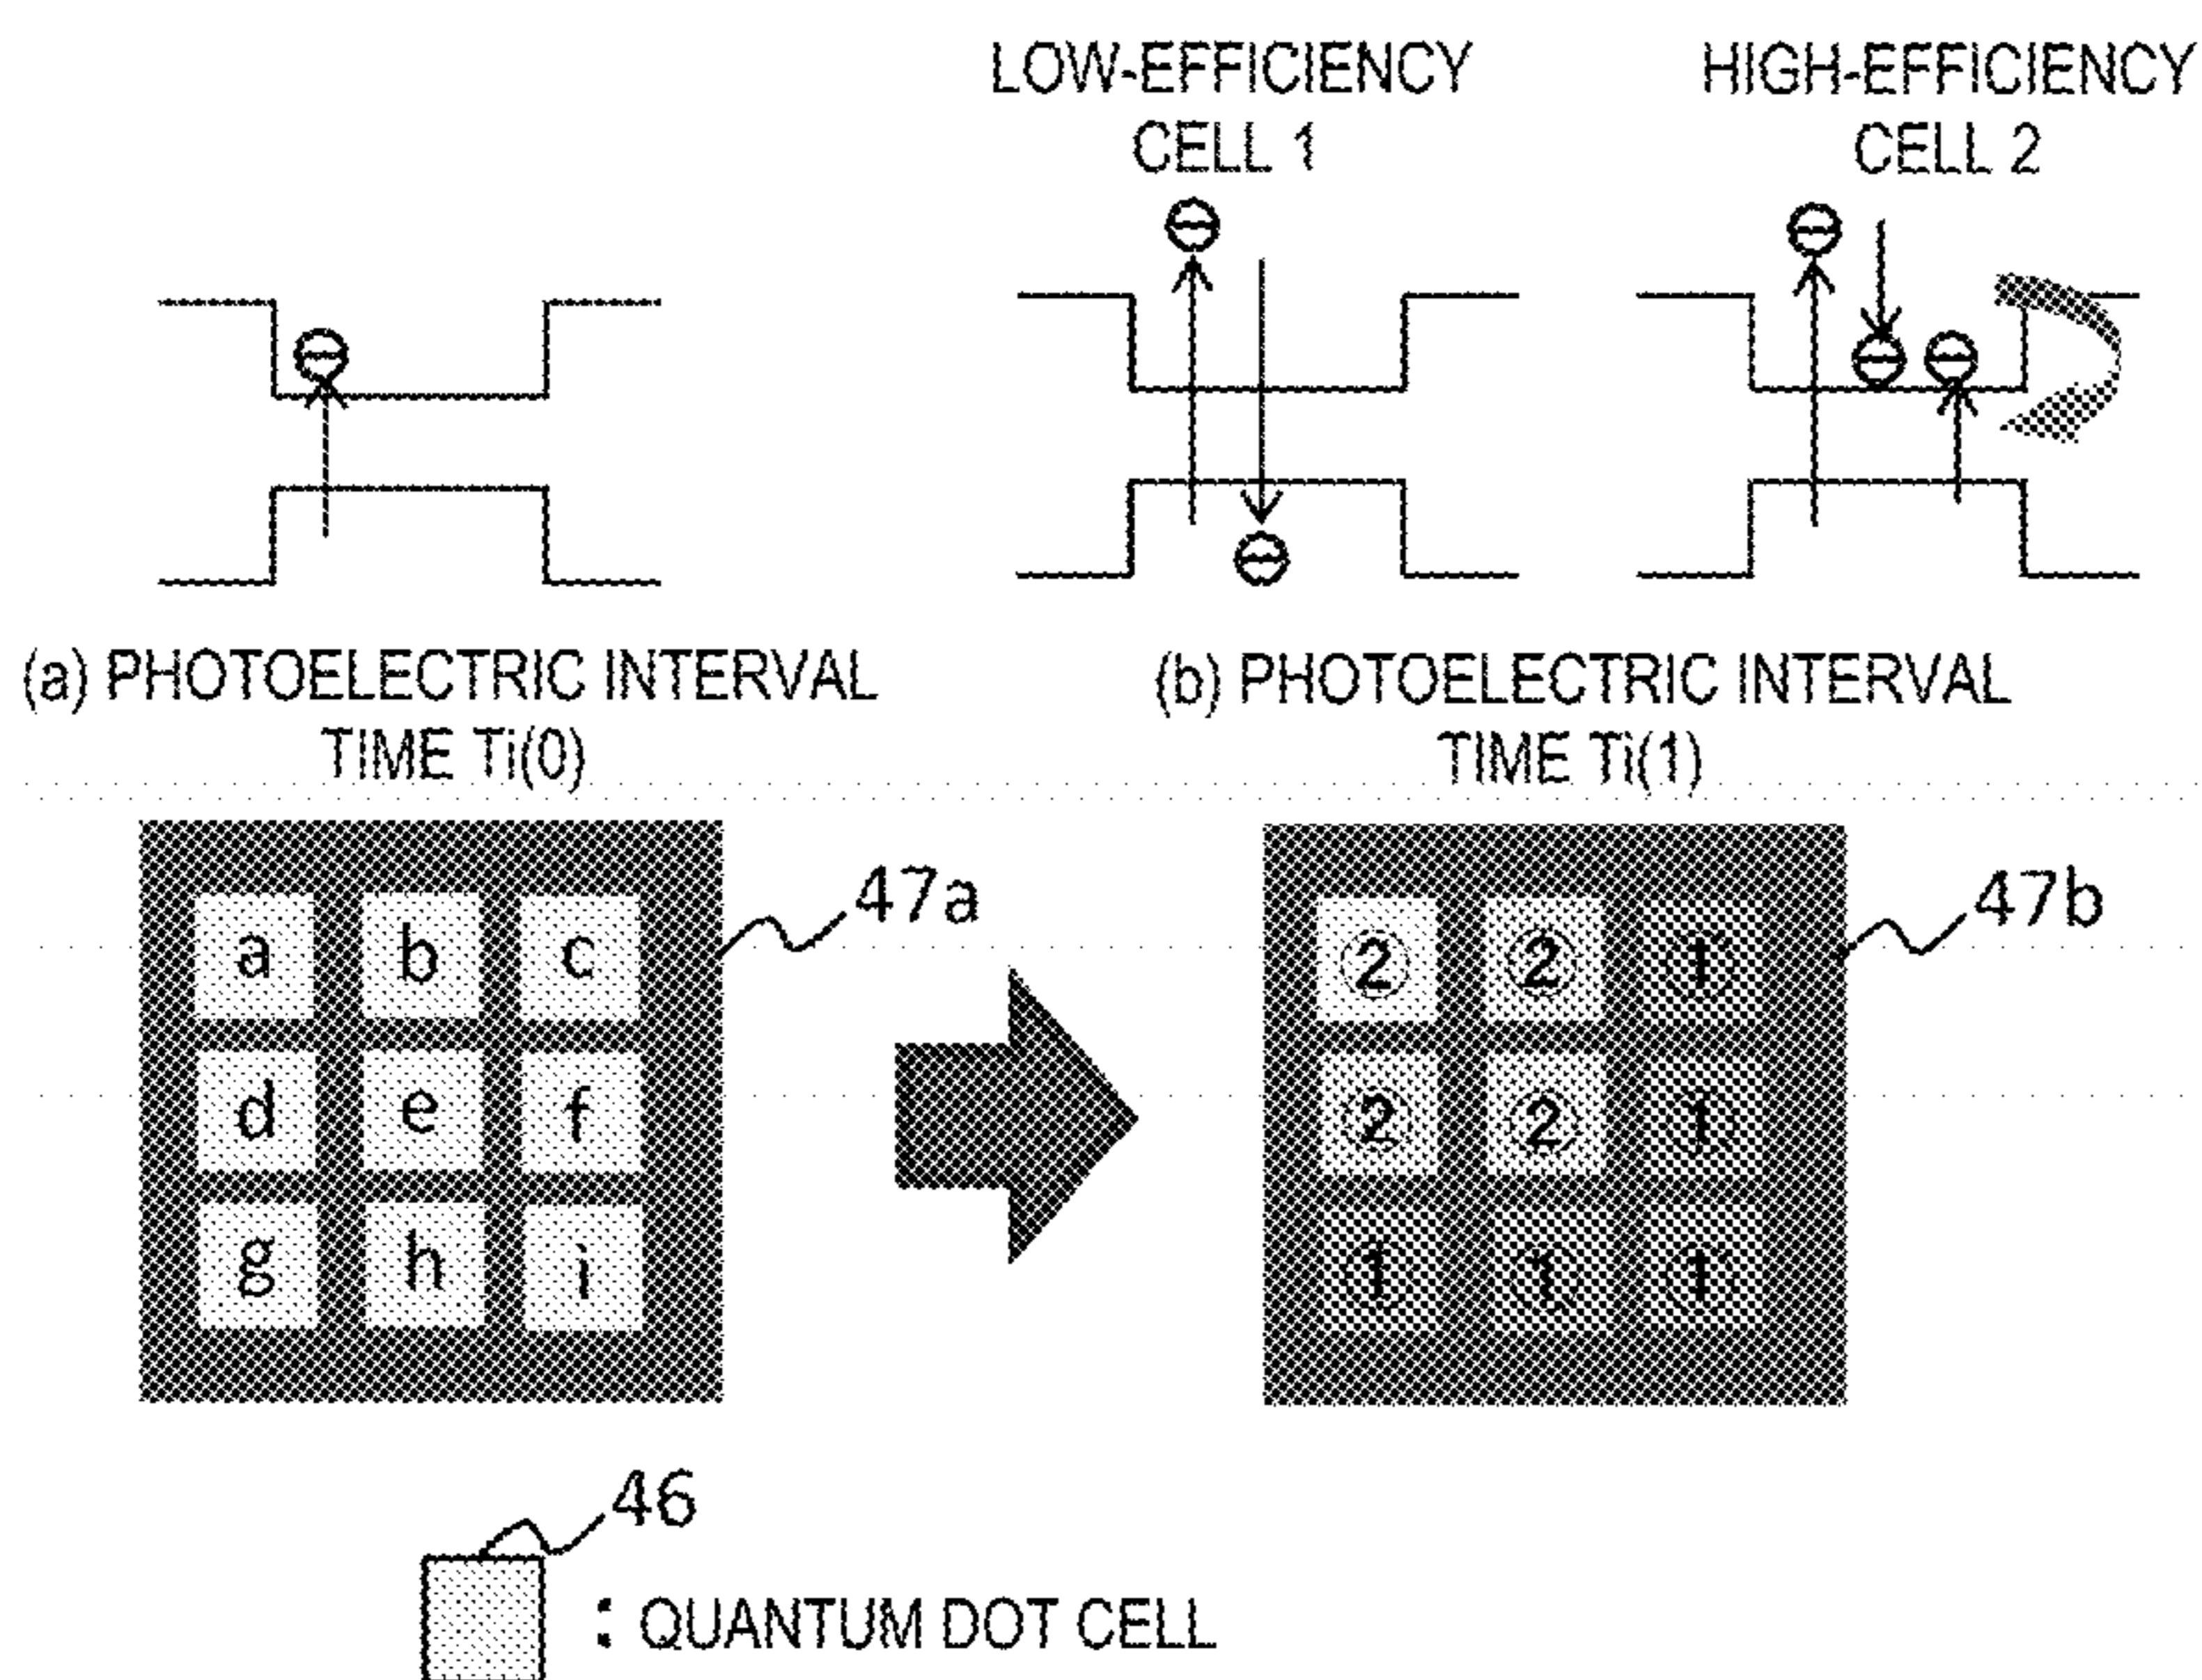 LOW-EFFICIENCY
CELL 1
HIGH-EFFICIENCY
CELL 2
(a) PHOTOELECTRIC INTERVAL
TIME Ti(0)
(b) PHOTOELECTRIC INTERVAL
TIME Ti(1)
47a
a b c
d e f
g h i
47b
② ② ①
② ② ①
① ① ①
46
: QUANTUM DOT CELL